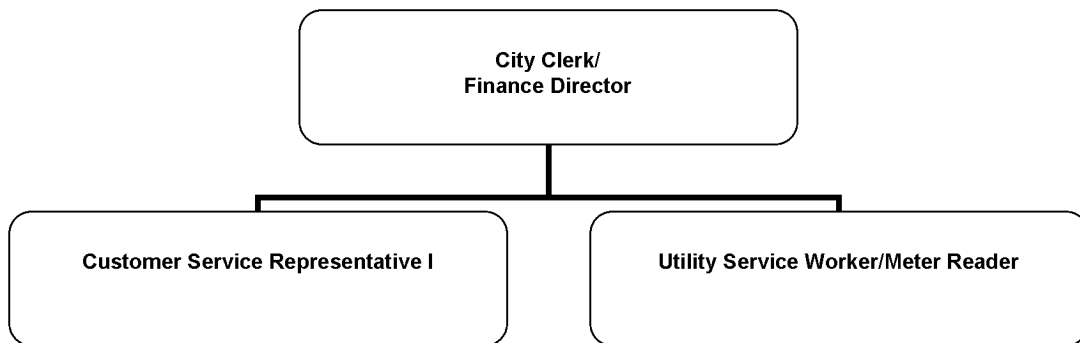 City Clerk/
Finance Director
Customer Service Representative I
Utility Service Worker/Meter Reader